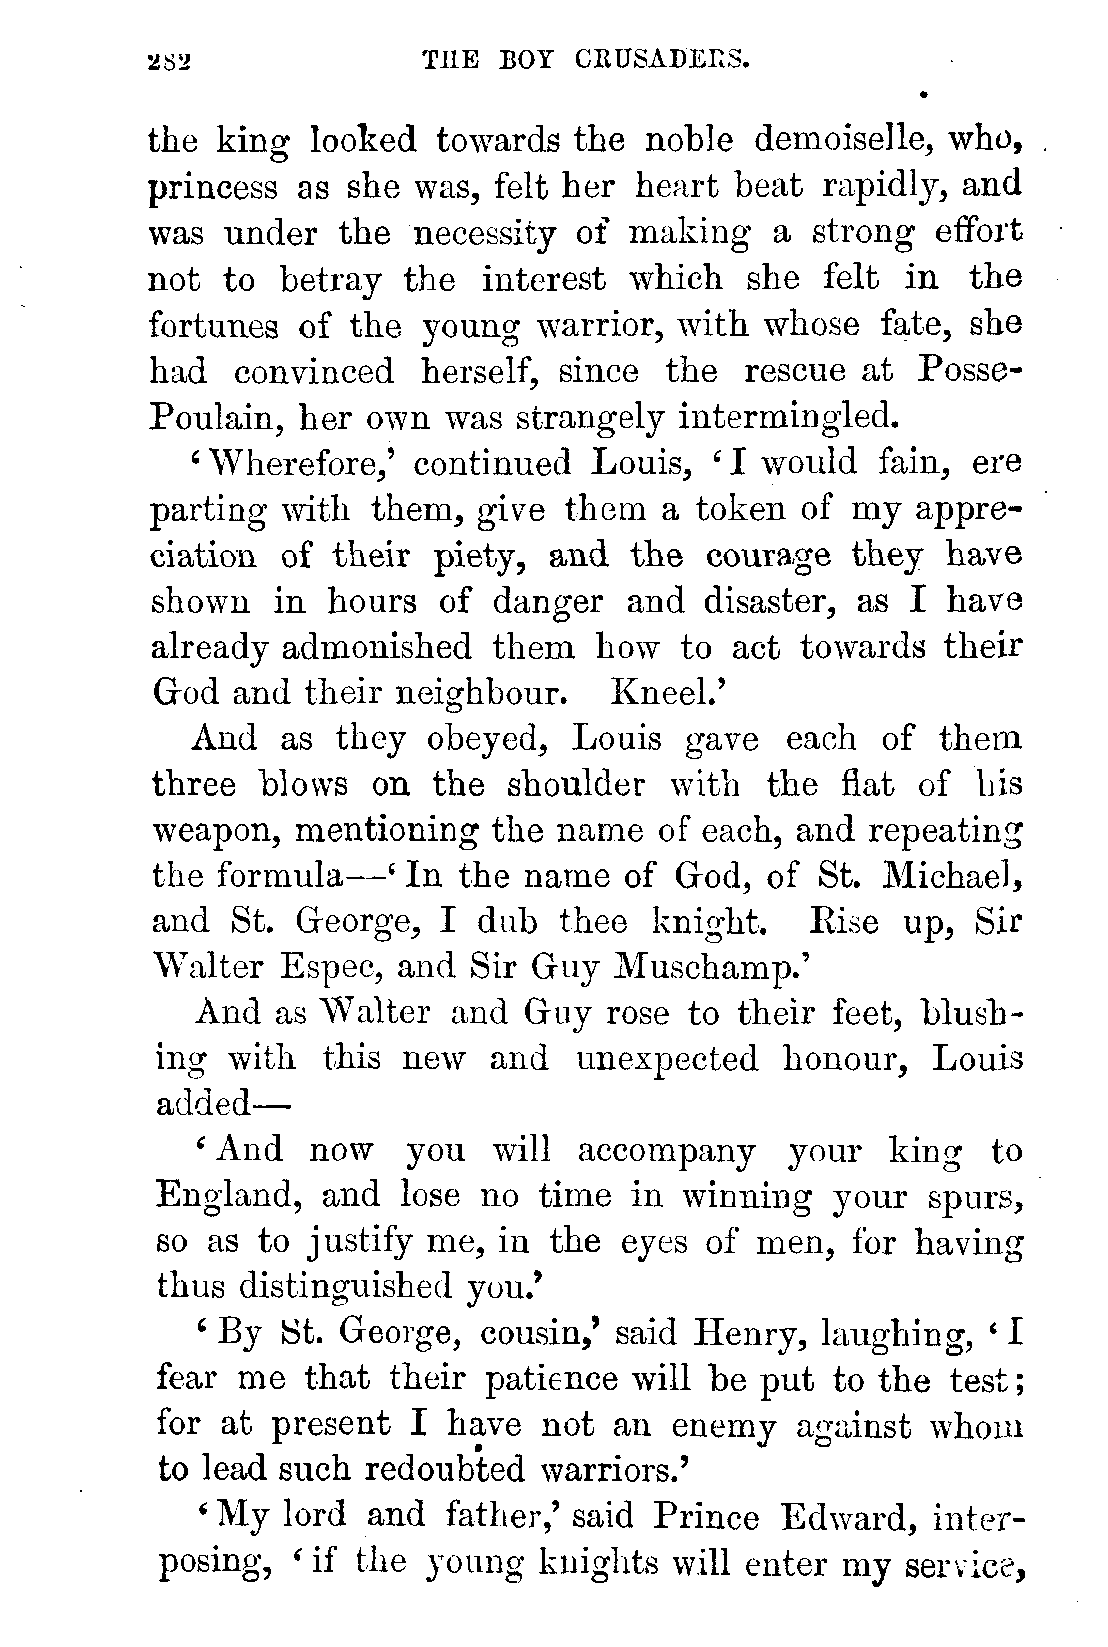 282 THE BOY CRUSADERS.
the king looked towards the noble demoiselle, who,
princess as she was, felt her heart beat rapidly, and
was under the necessity of making a strong effort
not to betray the interest which she felt in the
fortunes of the young warrior, with whose fate, she
had convinced herself, since the rescue at Posse-
Poulain, her own was strangely intermingled.
‘Wherefore,’ continued Louis, ‘I would fain, ere
parting with them, give them a token of my appre-
ciation of their piety, and the courage they have
shown in hours of danger and disaster, as I have
already admonished them how to act towards their
God and their neighbour. Kneel.’
And as they obeyed, Louis gave each of them
three blows on the shoulder with the flat of his
weapon, mentioning the name of each, and repeating
the formula—‘In the name of God, of St. Michael,
and St. George, I dub thee knight. Rise up, Sir
Walter Espec, and Sir Guy Muschamp.’
And as Walter and Guy rose to their feet, blush-
ing with this new and unexpected honour, Louis
added—
‘And now you will accompany your king to
England, and lose no time in winning your spurs,
so as to justify me, in the eyes of men, for having
thus distinguished you.’
‘By St. George, cousin,’ said Henry, laughing, ‘I
fear me that their patience will be put to the test;
for at present I have not an enemy against whom
to lead such redoubted warriors.’
‘My lord and father,’ said Prince Edward, inter-
posing, ‘if the young knights will enter my service,